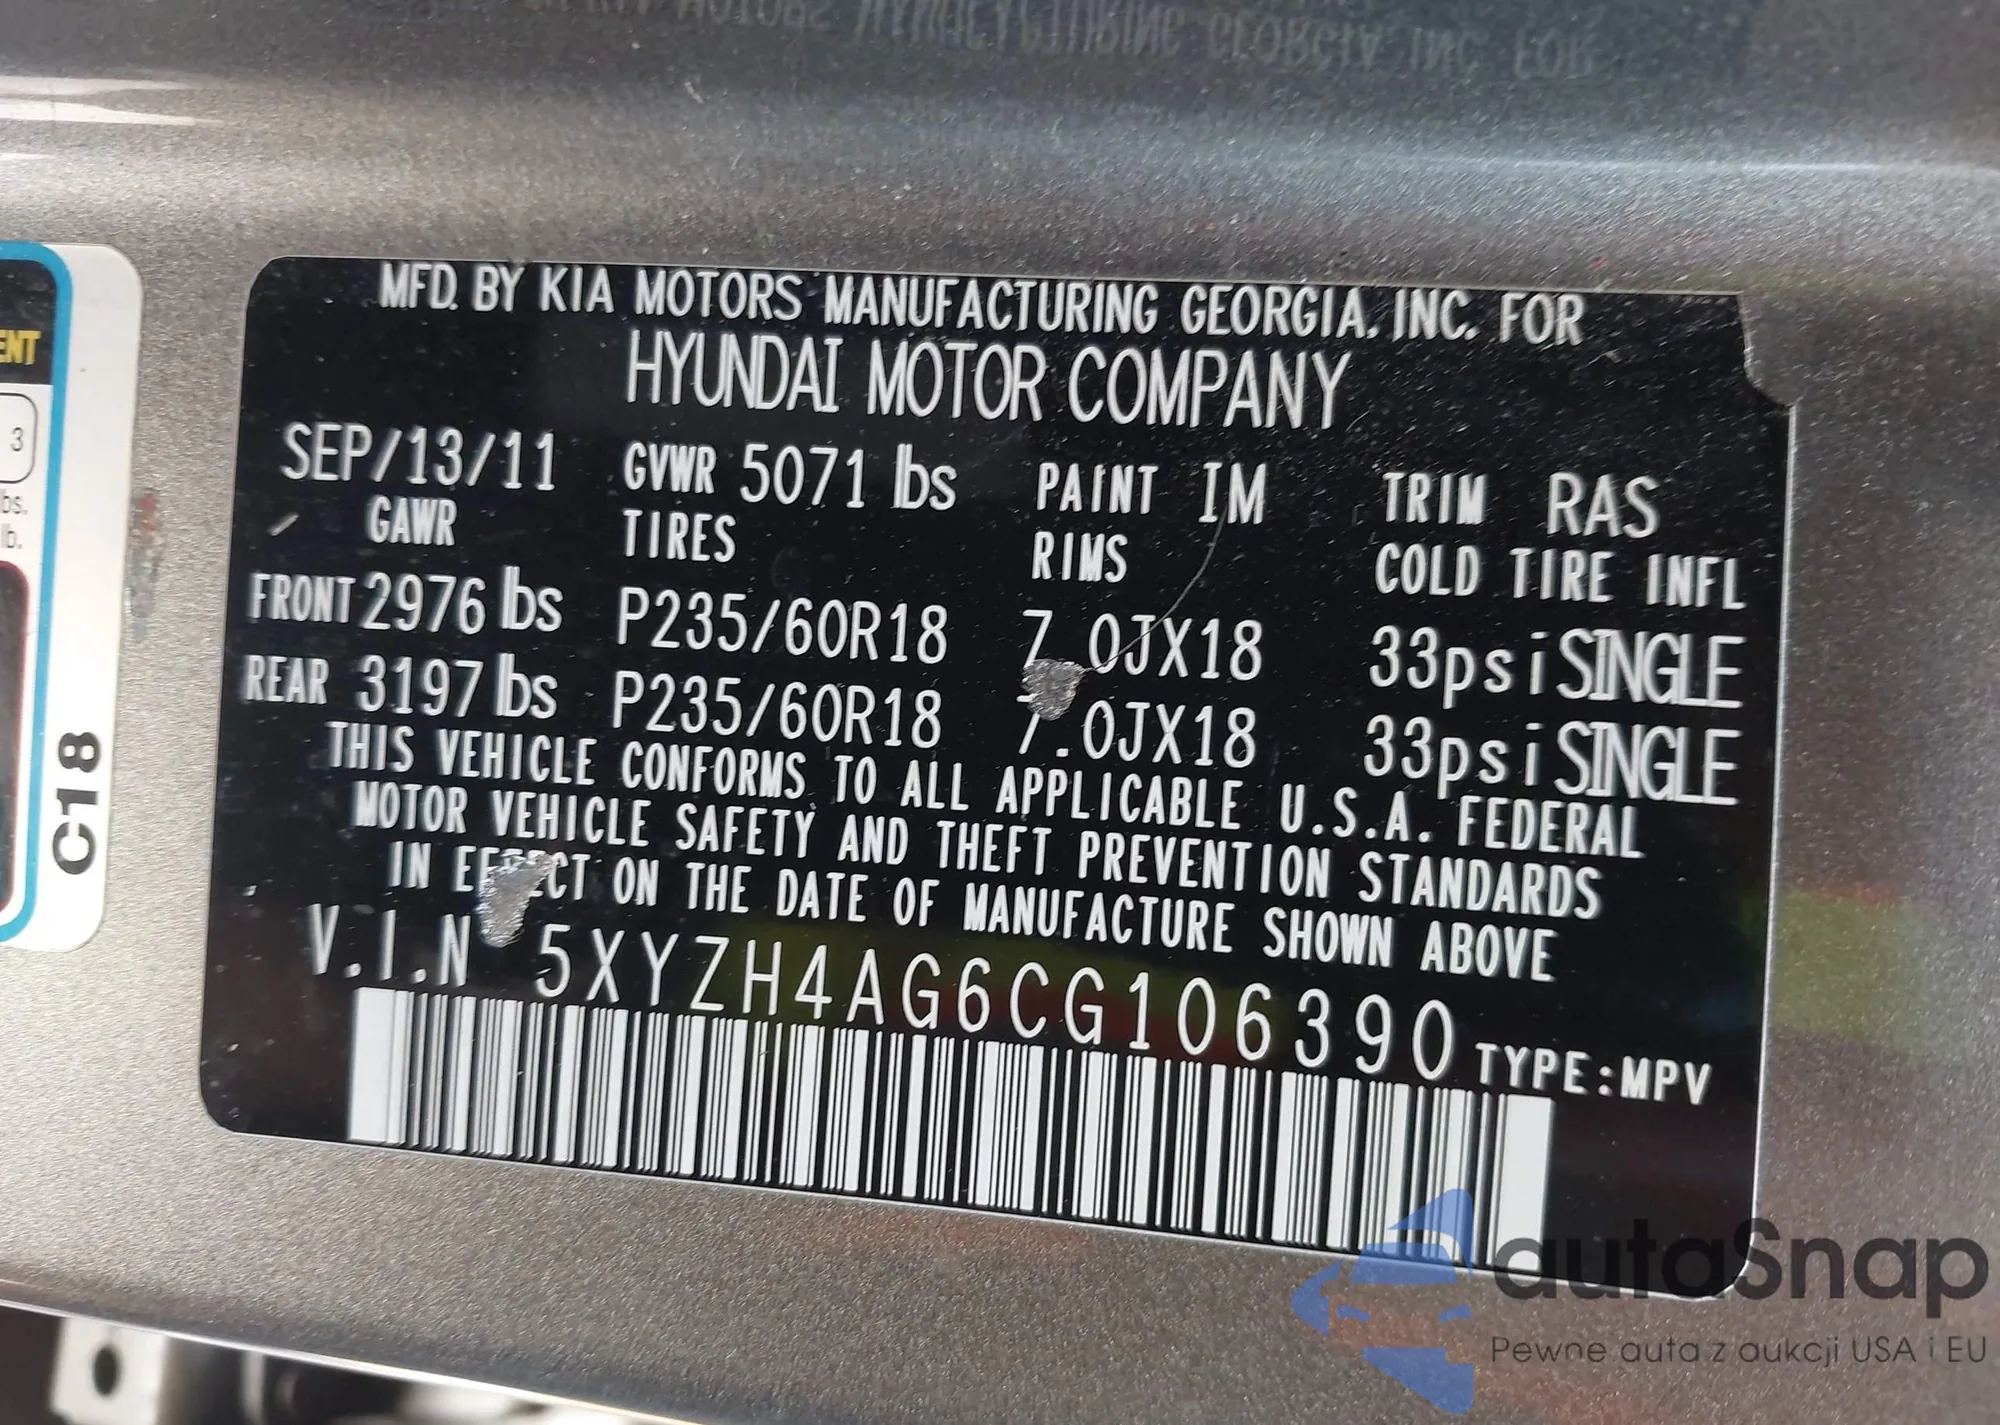 MFD. BY KIA MOTORS MANUFACTURING GEORGIA. INC. FOR
HYUNDAI MOTOR COMPANY
SEP/13/11 GVWR 5071 lbs PAINT IM TRIM RAS
GAWR TIRES RIMS COLD TIRE INFL
FRONT 2976 lbs P235/60R18 7.0JX18 33psi SINGLE
REAR 3197 lbs P235/60R18 7.0JX18 33psi SINGLE
THIS VEHICLE CONFORMS TO ALL APPLICABLE U.S.A. FEDERAL
MOTOR VEHICLE SAFETY AND THEFT PREVENTION STANDARDS
IN EFFECT ON THE DATE OF MANUFACTURE SHOWN ABOVE
V.I.N 5XYZH4AG6CG106390 TYPE:MPV
C18
3
lb.
autaSnap
Pewne auta z aukcji USA i EU